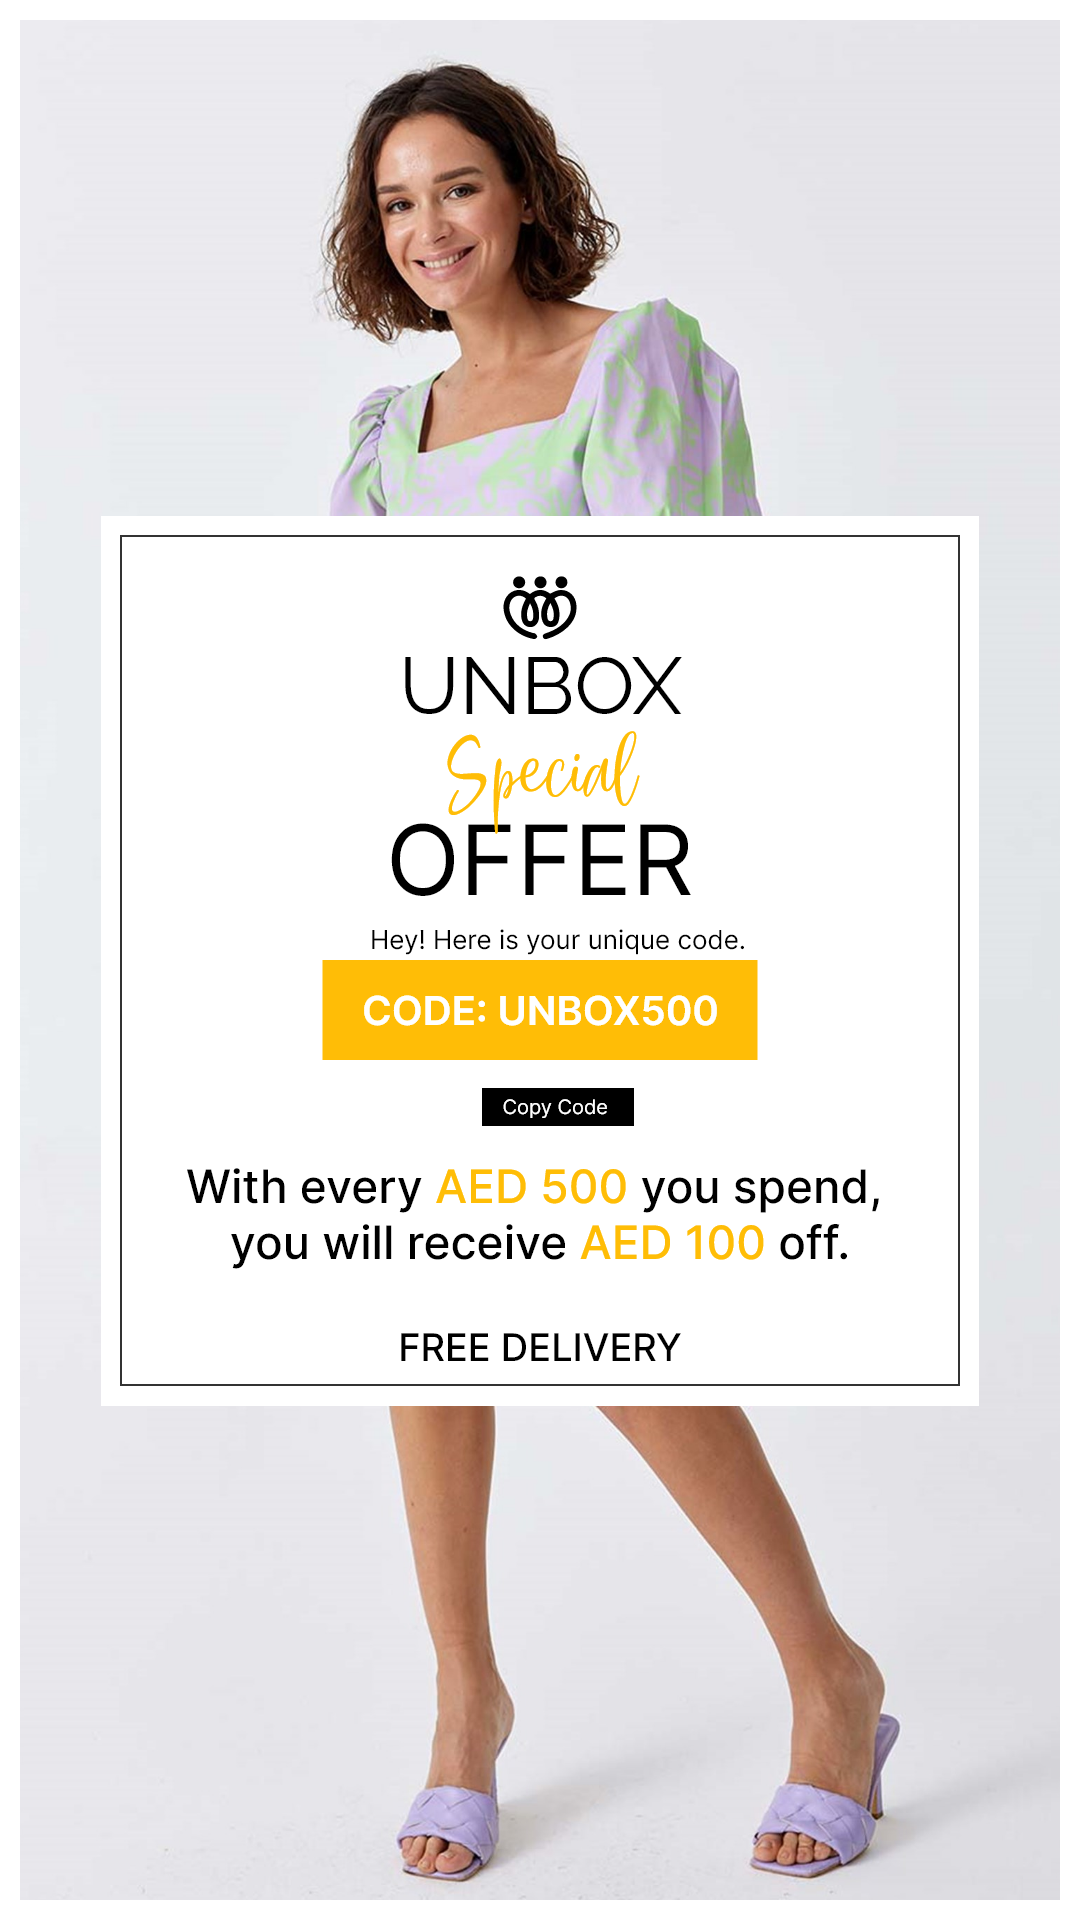 UNBOX
Special
OFFER
Hey! Here is your unique code.
CODE: UNBOX500
Copy Code
With every AED 500 you spend,
you will receive AED 100 off.
FREE DELIVERY